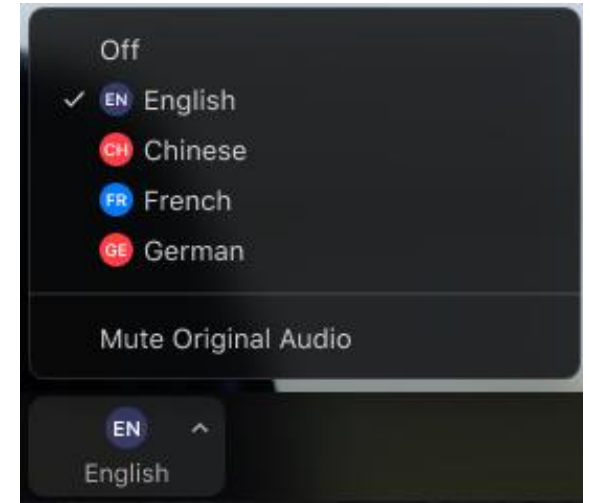 Off
EN English
CH Chinese
FR French
GE German
Mute Original Audio
EN
English